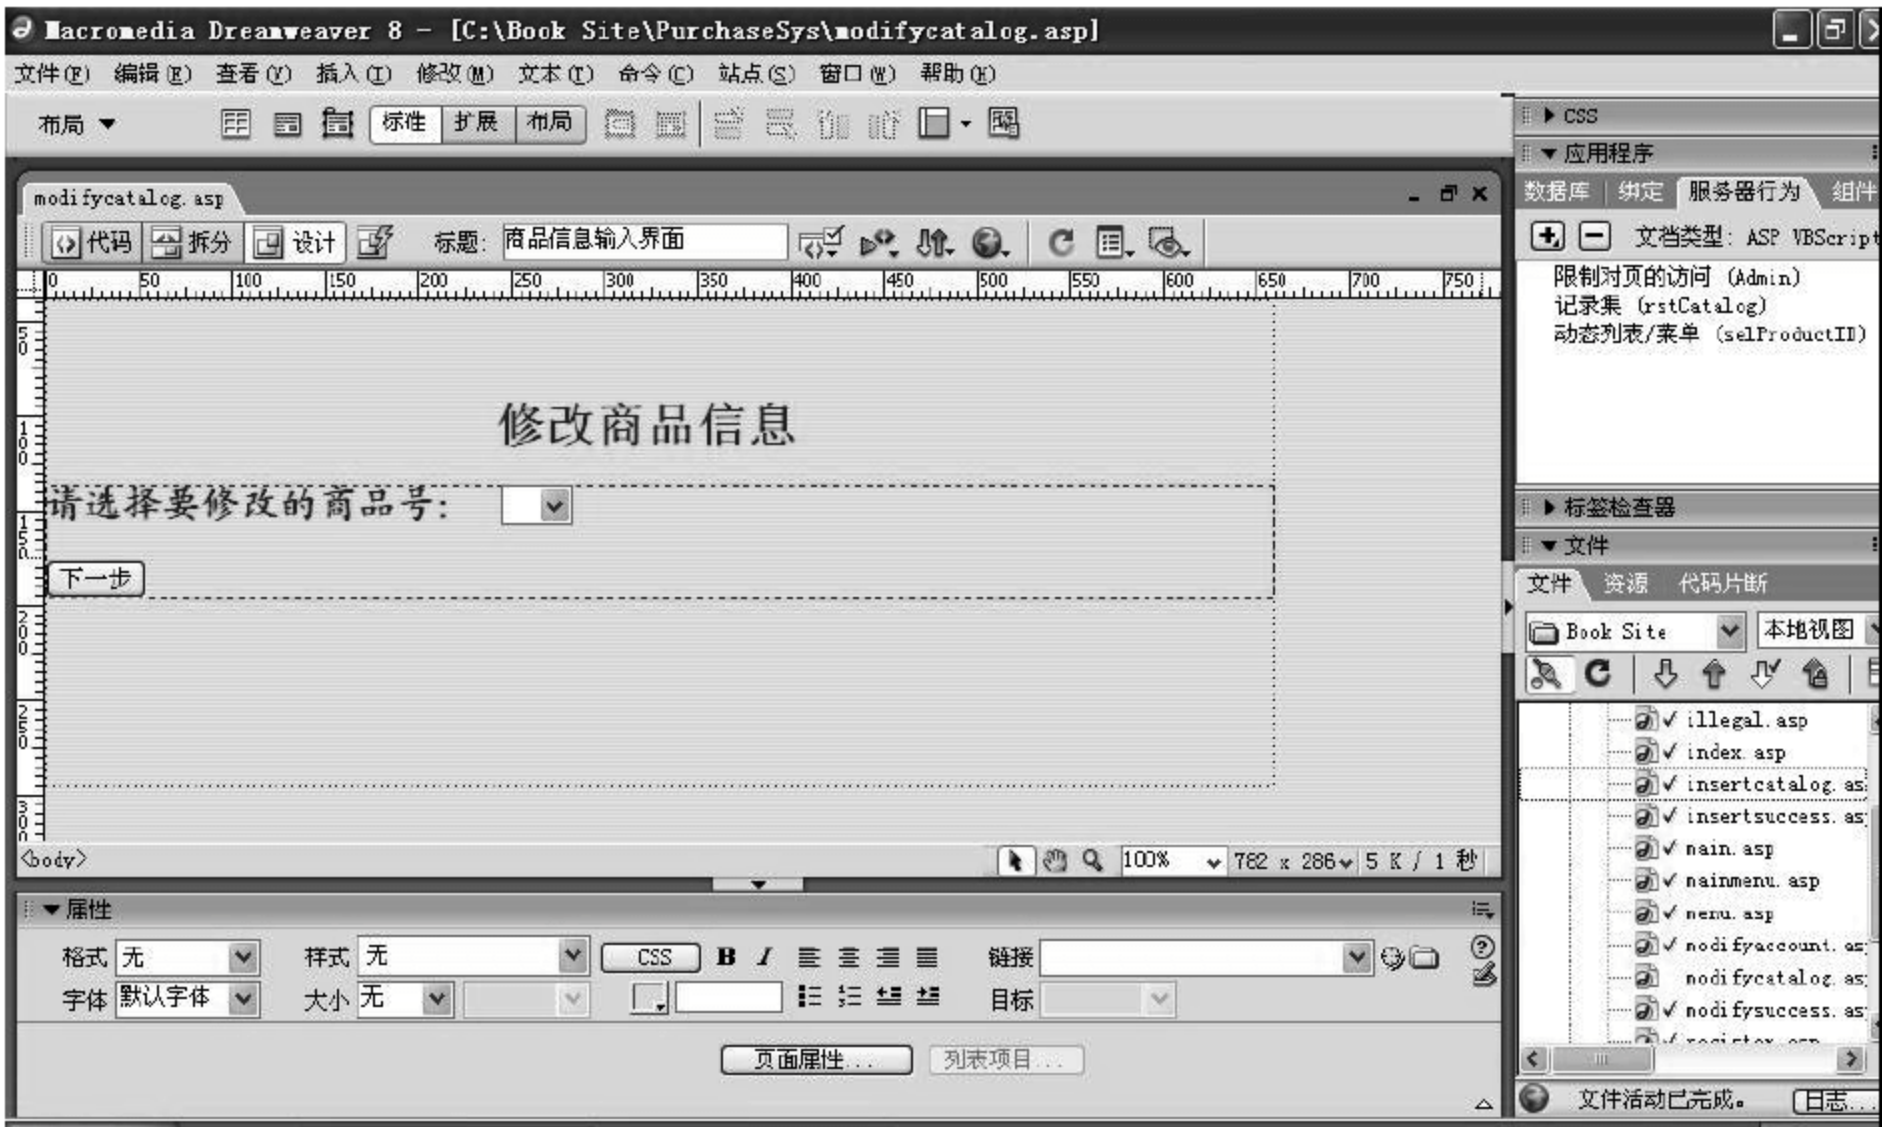 Macromedia Dreamweaver 8 - [C:\Book Site\PurchaseSys\modifycatalog.asp]
文件(F) 编辑(E) 查看(V) 插入(I) 修改(M) 文本(T) 命令(C) 站点(S) 窗口(W) 帮助(H)
布局 标准 扩展 布局
modifycatalog.asp
代码 拆分 设计 标题: 商品信息输入界面
0 50 100 150 200 250 300 350 400 450 500 550 600 650 700 750
50
100
150
200
250
300
修改商品信息
请选择要修改的商品号:
下一步
<body> 100% 782 x 286 5 K / 1 秒
属性
格式 无 样式 无 CSS B I 链接
字体 默认字体 大小 无 目标
页面属性... 列表项目...
CSS
应用程序
数据库 绑定 服务器行为 组件
文档类型: ASP VBScript
限制对页的访问 (Admin)
记录集 (rstCatalog)
动态列表/菜单 (selProductID)
标签检查器
文件
文件 资源 代码片断
Book Site 本地视图
illegal.asp
index.asp
insertcatalog.as
insertsuccess.as
main.asp
mainmenu.asp
menu.asp
modifyaccount.as
modifycatalog.as
modifysuccess.as
文件活动已完成。 日志...